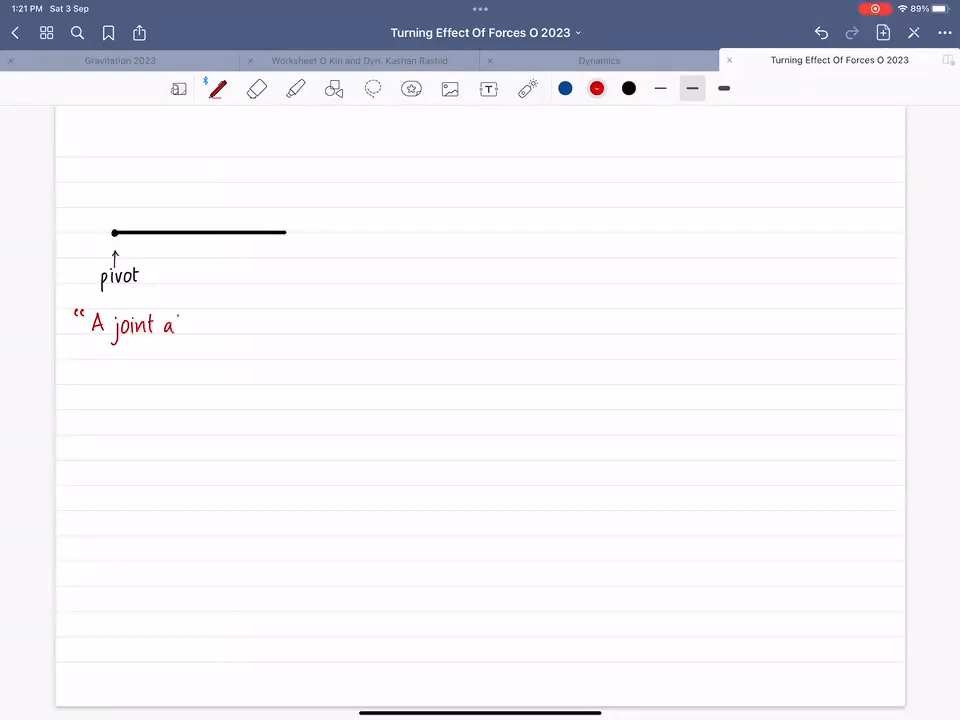 1:21 PM Sat 3 Sep
89%
Turning Effect Of Forces O 2023
Gravitation 2023
Worksheet O Kin and Dyn. Kashan Rashid
Dynamics
Turning Effect Of Forces O 2023
T
pivot
“ A joint a